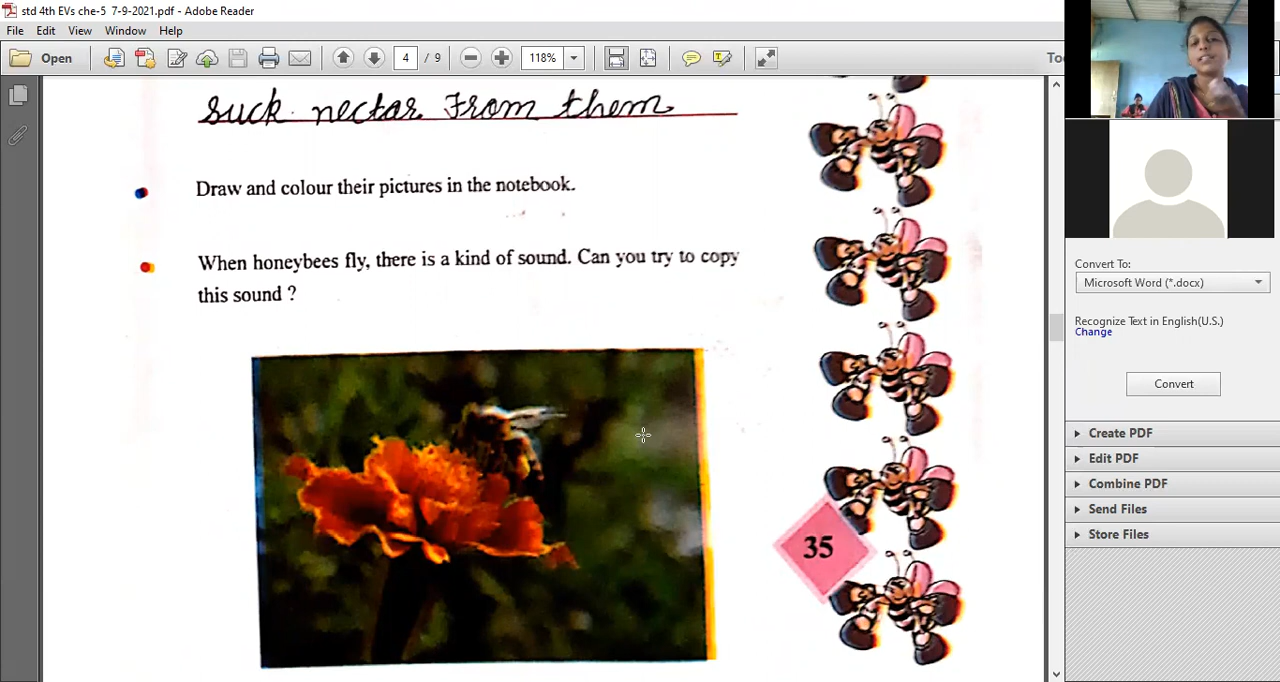 std 4th EVs che-5 7-9-2021.pdf - Adobe Reader
File Edit View Window Help
Open 4 / 9 118%
suck nectar From them
Draw and colour their pictures in the notebook.
When honeybees fly, there is a kind of sound. Can you try to copy
this sound ?
35
Convert To:
Microsoft Word (*.docx)
Recognize Text in English(U.S.)
Change
Convert
Create PDF
Edit PDF
Combine PDF
Send Files
Store Files